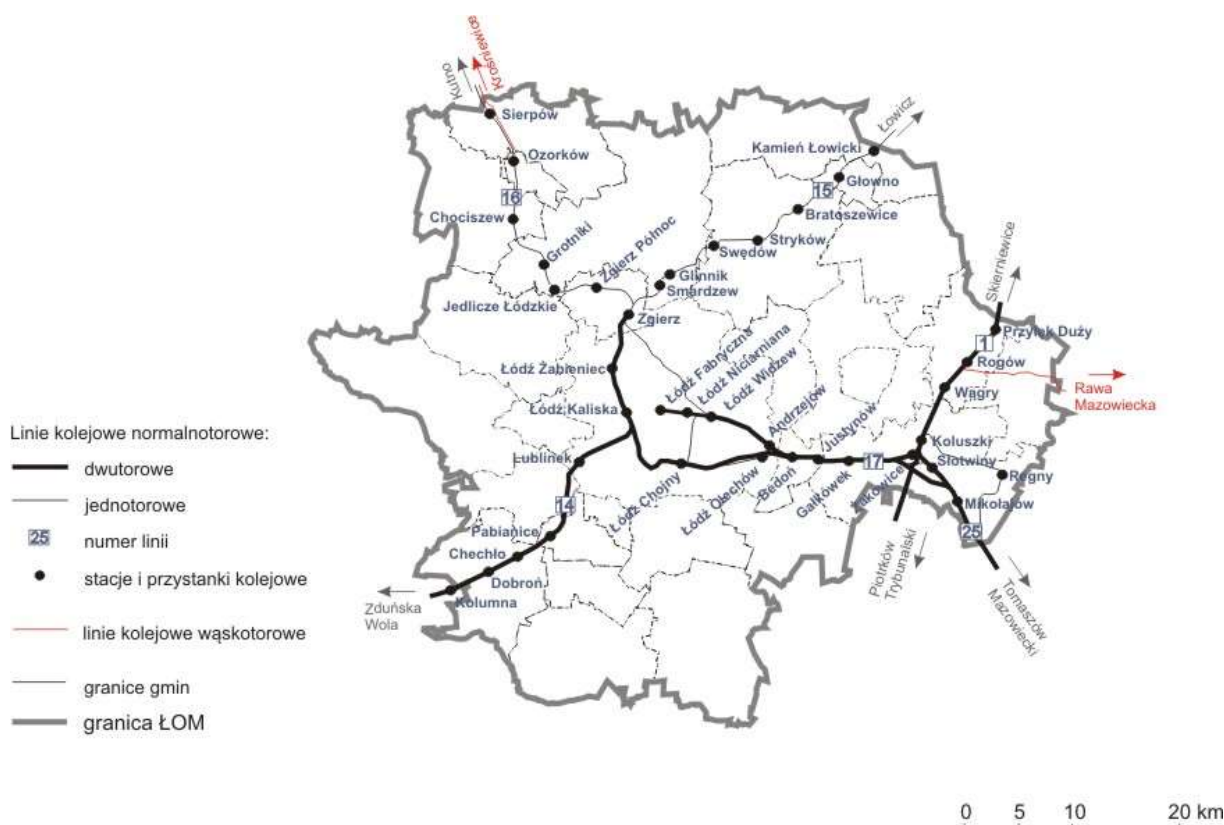 Krośniewice
Kutno
Sierpów
Ozorków
16
Chociszew
Grotniki
Jedlicze Łódzkie
Zgierz Północ
Zgierz
Łowicz
Kamień Łowicki
Głowno
15
Bratoszewice
Stryków
Swędów
Glinnik
Smardzew
Skierniewice
Przyłęk Duży
1
Rogów
Rawa
Mazowiecka
Wągry
Koluszki
Słotwiny
Regny
Mikołajów
25
Łódź Żabieniec
Łódź Kaliska
Łódź Fabryczna
Łódź Niciarniana
Łódź Widzew
Andrzejów
Justynów
17
Lublinek
Łódź Chojny
Łódź Olechów
Bedoń
Gałkówek
Żakowice
14
Pabianice
Chechło
Dobroń
Kolumna
Zduńska
Wola
Piotrków
Trybunalski
Tomaszów
Mazowiecki
Linie kolejowe normalnotorowe:
dwutorowe
jednotorowe
25 numer linii
stacje i przystanki kolejowe
linie kolejowe wąskotorowe
granice gmin
granica ŁOM
0 5 10 20 km